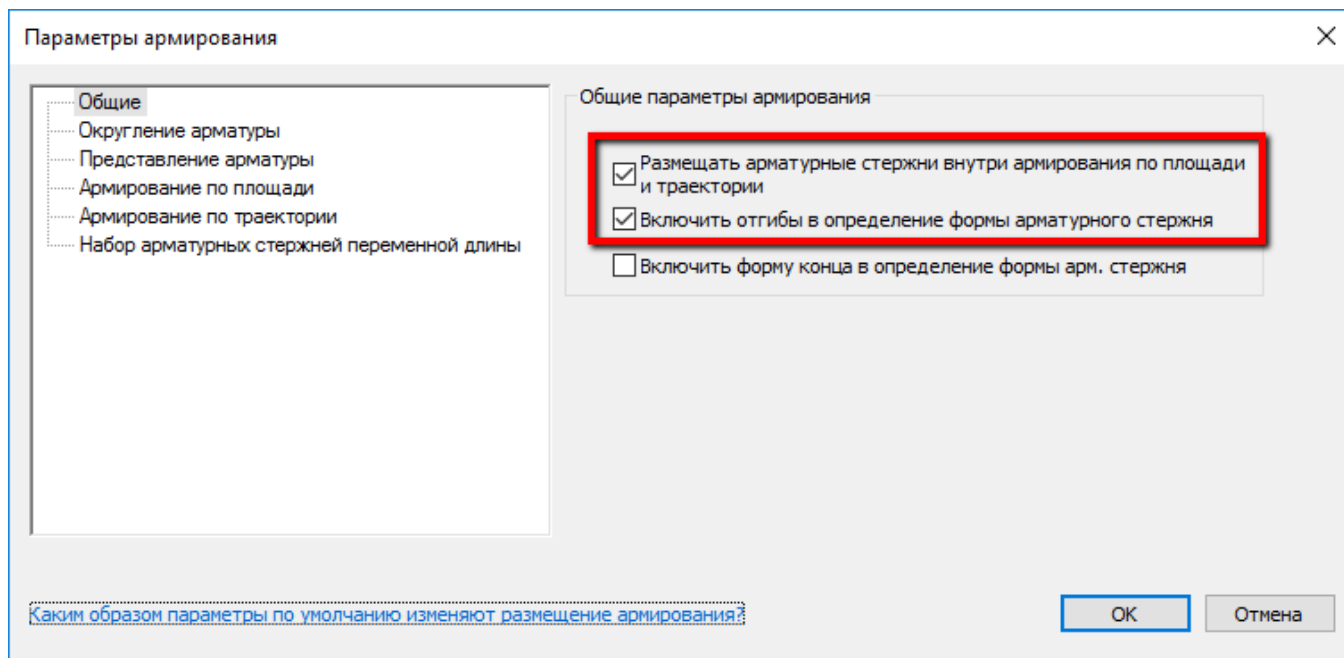 Параметры армирования
Общие
Округление арматуры
Представление арматуры
Армирование по площади
Армирование по траектории
Набор арматурных стержней переменной длины
Общие параметры армирования
Размещать арматурные стержни внутри армирования по площади
и траектории
Включить отгибы в определение формы арматурного стержня
Включить форму конца в определение формы арм. стержня
Каким образом параметры по умолчанию изменяют размещение армирования?
ОК
Отмена